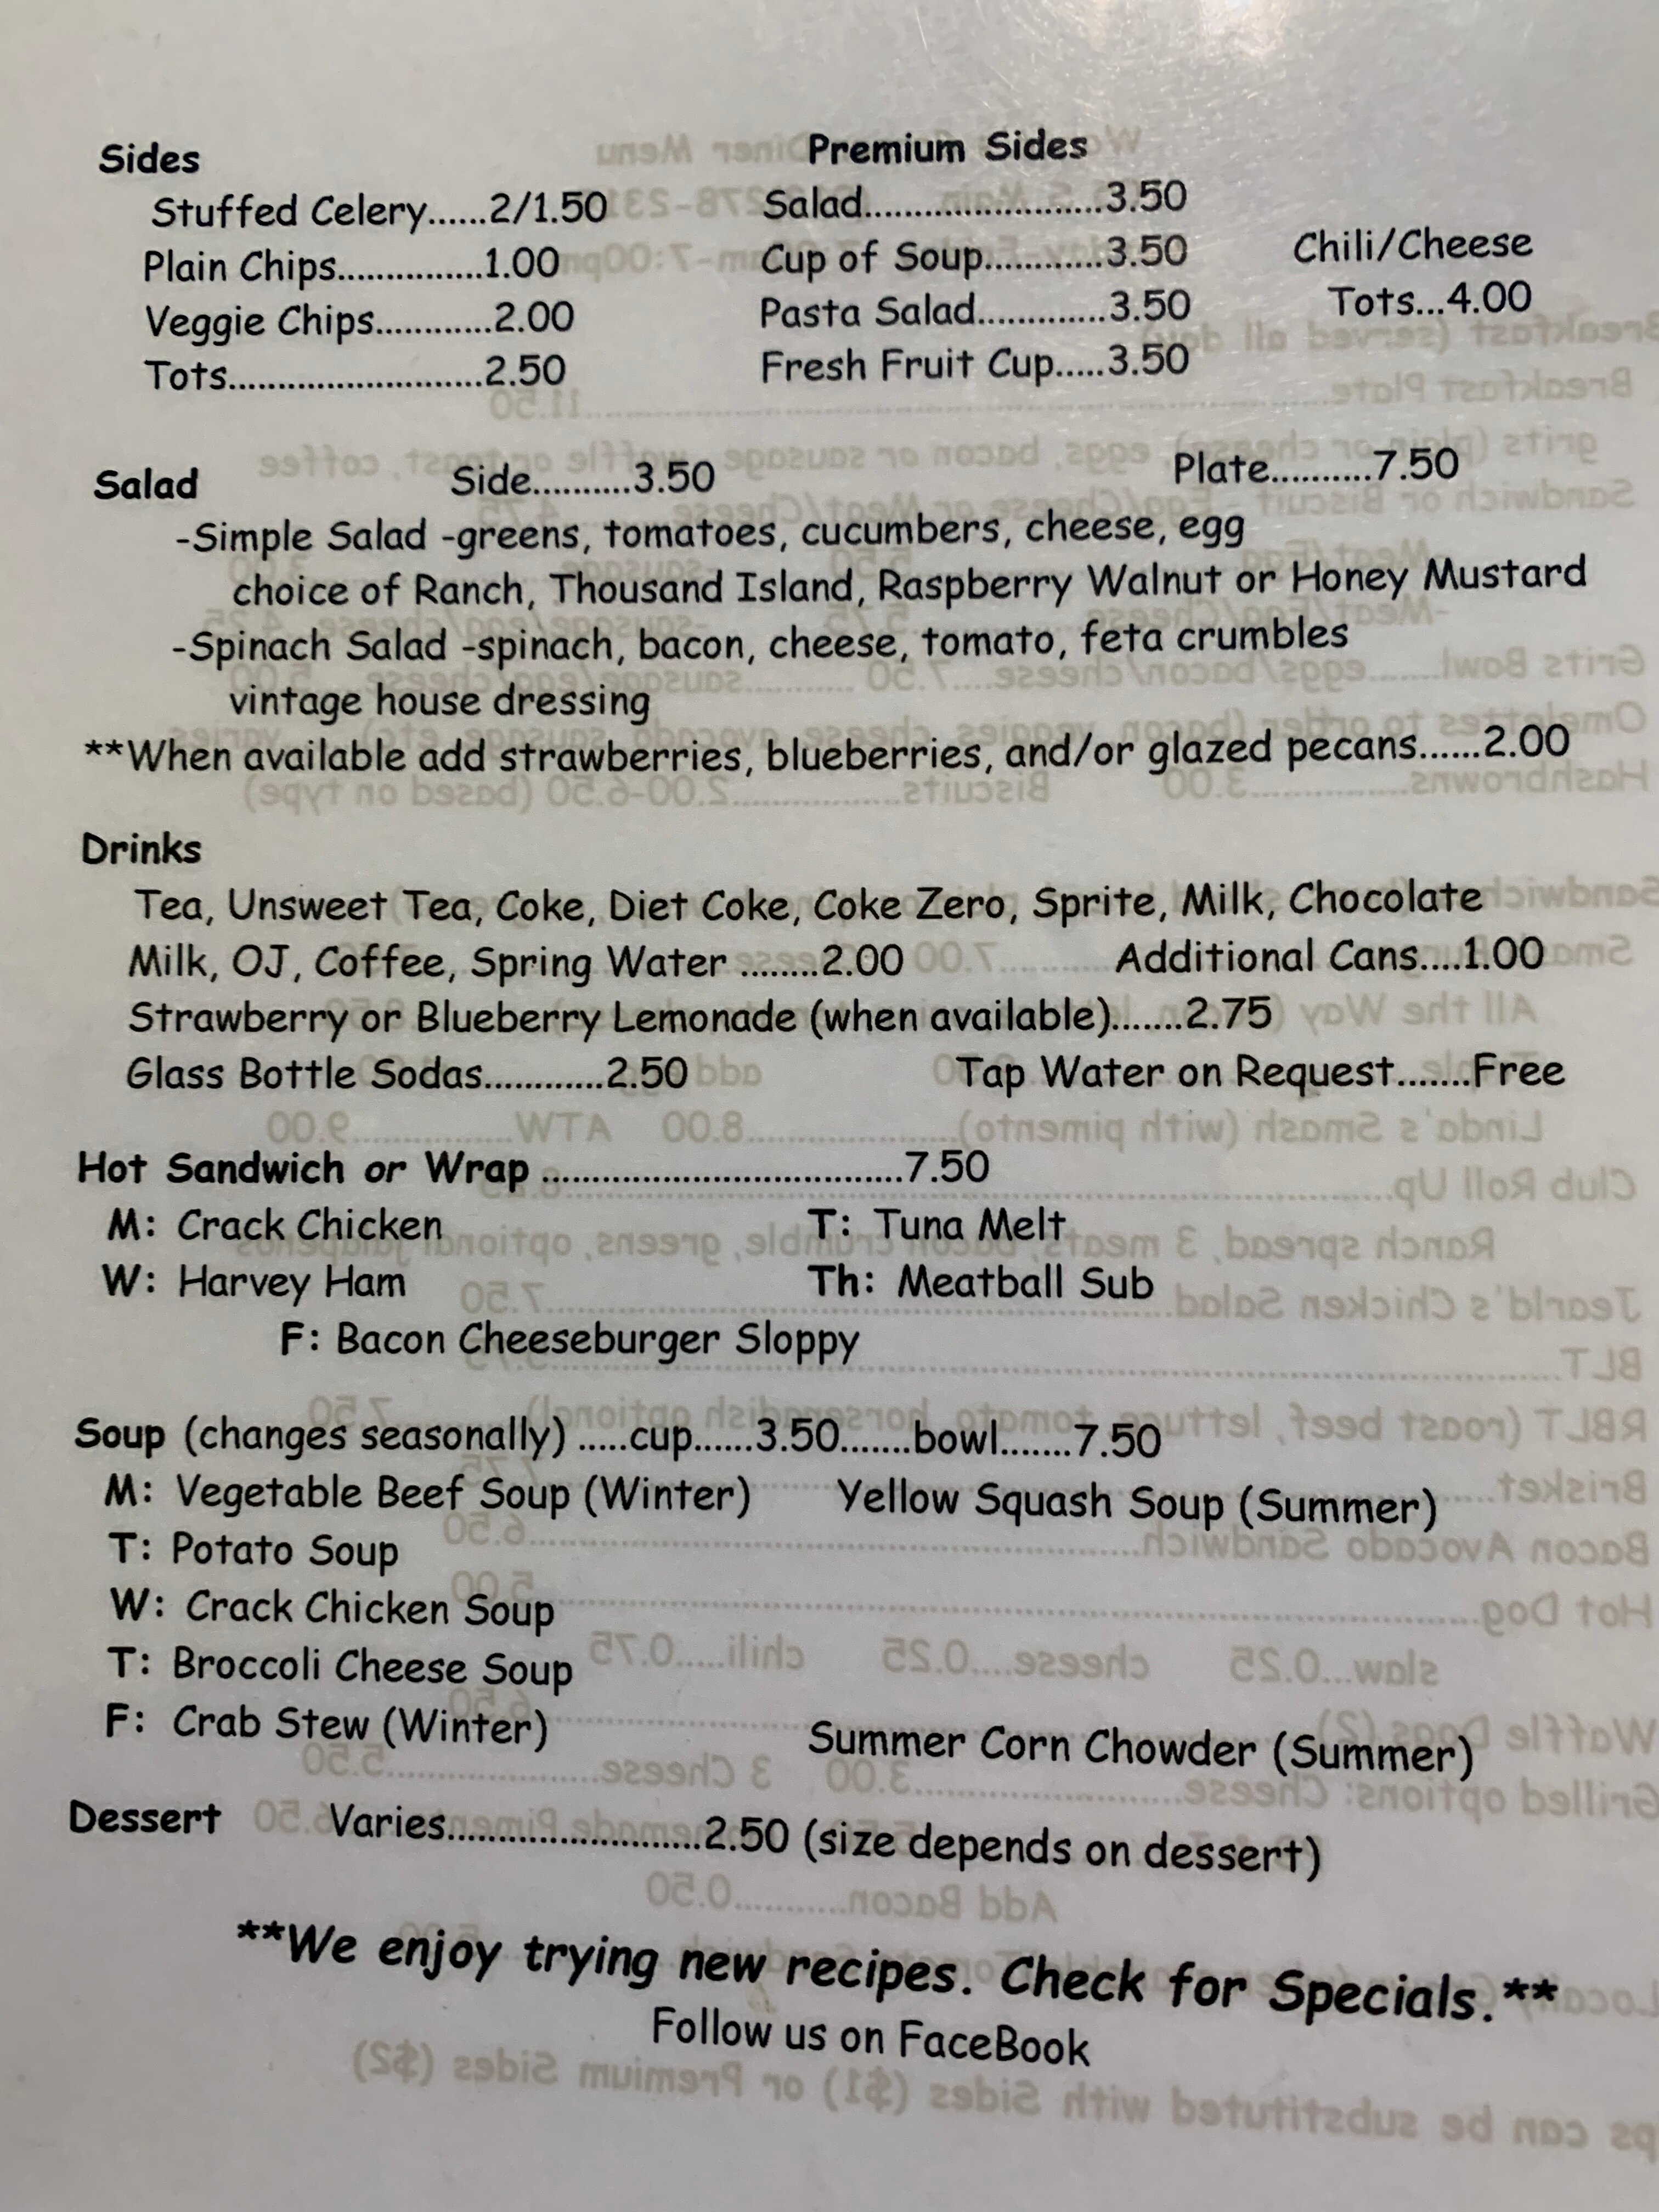 Sides
Stuffed Celery......2/1.50
Plain Chips...............1.00
Veggie Chips............2.00
Tots..........................2.50
Premium Sides
Salad.........................3.50
Cup of Soup............3.50
Pasta Salad.............3.50
Fresh Fruit Cup.....3.50
Chili/Cheese
Tots...4.00
Salad Side..........3.50 Plate..........7.50
-Simple Salad -greens, tomatoes, cucumbers, cheese, egg
choice of Ranch, Thousand Island, Raspberry Walnut or Honey Mustard
-Spinach Salad -spinach, bacon, cheese, tomato, feta crumbles
vintage house dressing
**When available add strawberries, blueberries, and/or glazed pecans......2.00
Drinks
Tea, Unsweet Tea, Coke, Diet Coke, Coke Zero, Sprite, Milk, Chocolate
Milk, OJ, Coffee, Spring Water ........2.00 Additional Cans....1.00
Strawberry or Blueberry Lemonade (when available).......2.75
Glass Bottle Sodas............2.50 Tap Water on Request.......Free
Hot Sandwich or Wrap ...................................7.50
M: Crack Chicken T: Tuna Melt
W: Harvey Ham Th: Meatball Sub
F: Bacon Cheeseburger Sloppy
Soup (changes seasonally) .....cup......3.50.......bowl.......7.50
M: Vegetable Beef Soup (Winter) Yellow Squash Soup (Summer)
T: Potato Soup
W: Crack Chicken Soup
T: Broccoli Cheese Soup
F: Crab Stew (Winter) Summer Corn Chowder (Summer)
Dessert Varies.........................2.50 (size depends on dessert)
**We enjoy trying new recipes. Check for Specials.**
Follow us on FaceBook